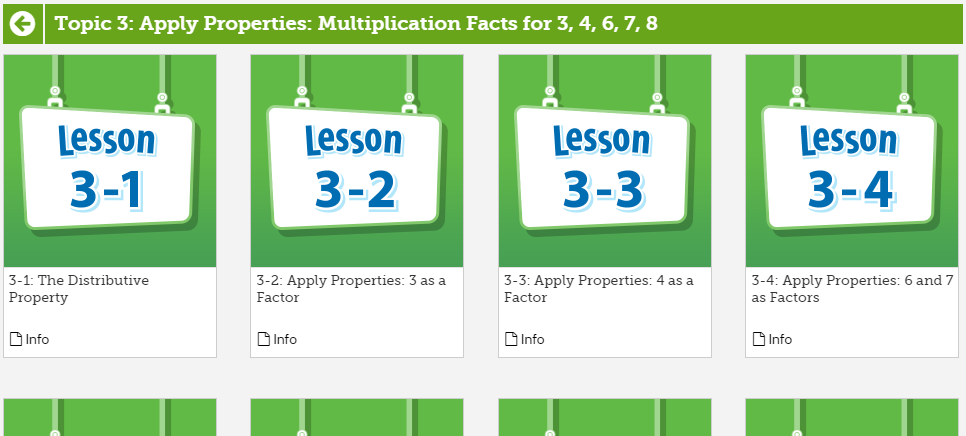 Topic 3: Apply Properties: Multiplication Facts for 3, 4, 6, 7, 8
Lesson
3-1
3-1: The Distributive
Property
Info
Lesson
3-2
3-2: Apply Properties: 3 as a
Factor
Info
Lesson
3-3
3-3: Apply Properties: 4 as a
Factor
Info
Lesson
3-4
3-4: Apply Properties: 6 and 7
as Factors
Info